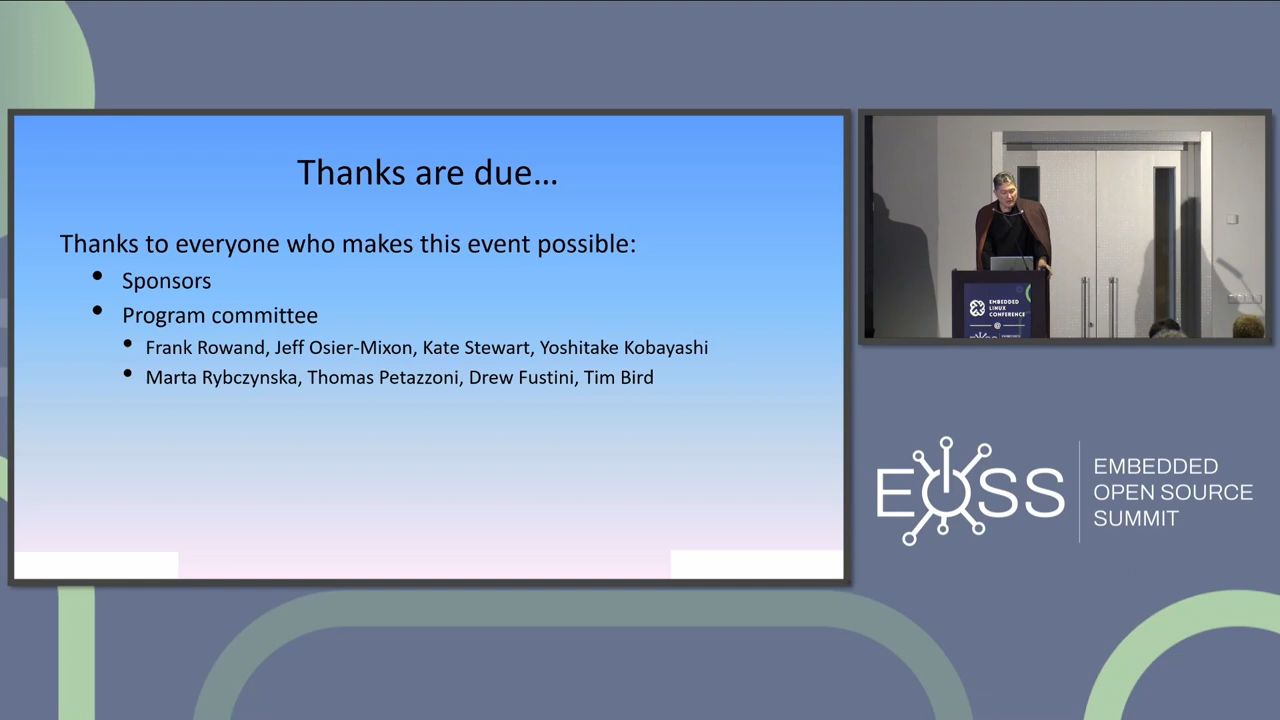 Thanks are due...
Thanks to everyone who makes this event possible:
• Sponsors
• Program committee
• Frank Rowand, Jeff Osier-Mixon, Kate Stewart, Yoshitake Kobayashi
• Marta Rybczynska, Thomas Petazzoni, Drew Fustini, Tim Bird
EMBEDDED
LINUX
CONFERENCE
@
EOSS
EMBEDDED
OPEN SOURCE
SUMMIT